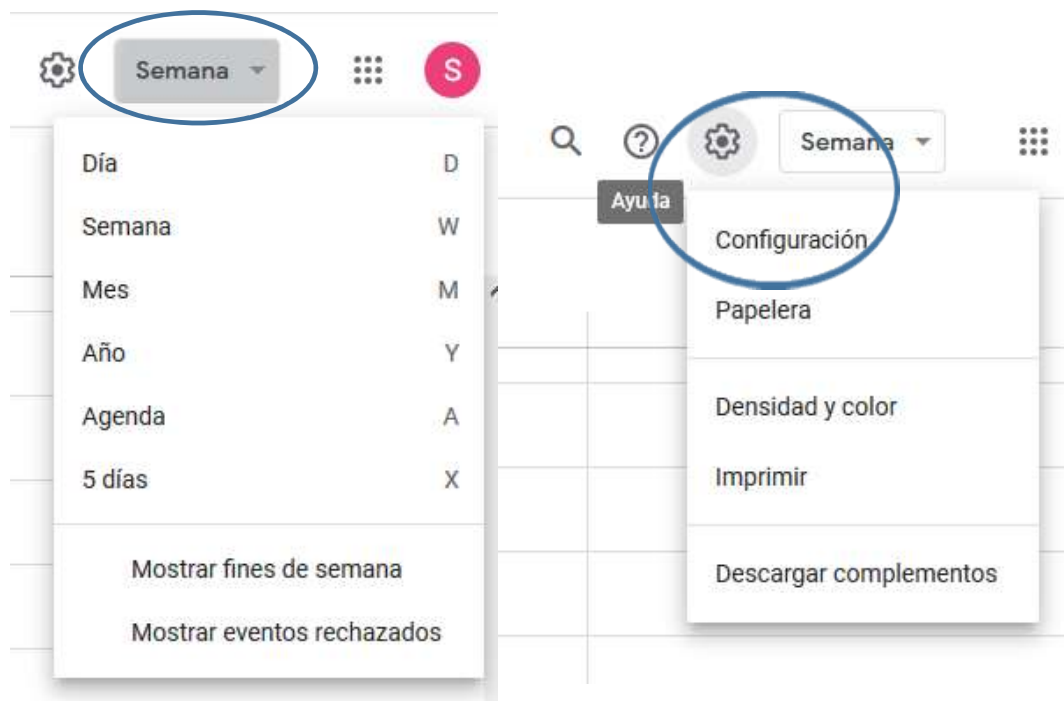 Semana
S
Día D
Semana W
Mes M
Año Y
Agenda A
5 días X
Mostrar fines de semana
Mostrar eventos rechazados
Semana
Ayuda
Configuración
Papelera
Densidad y color
Imprimir
Descargar complementos